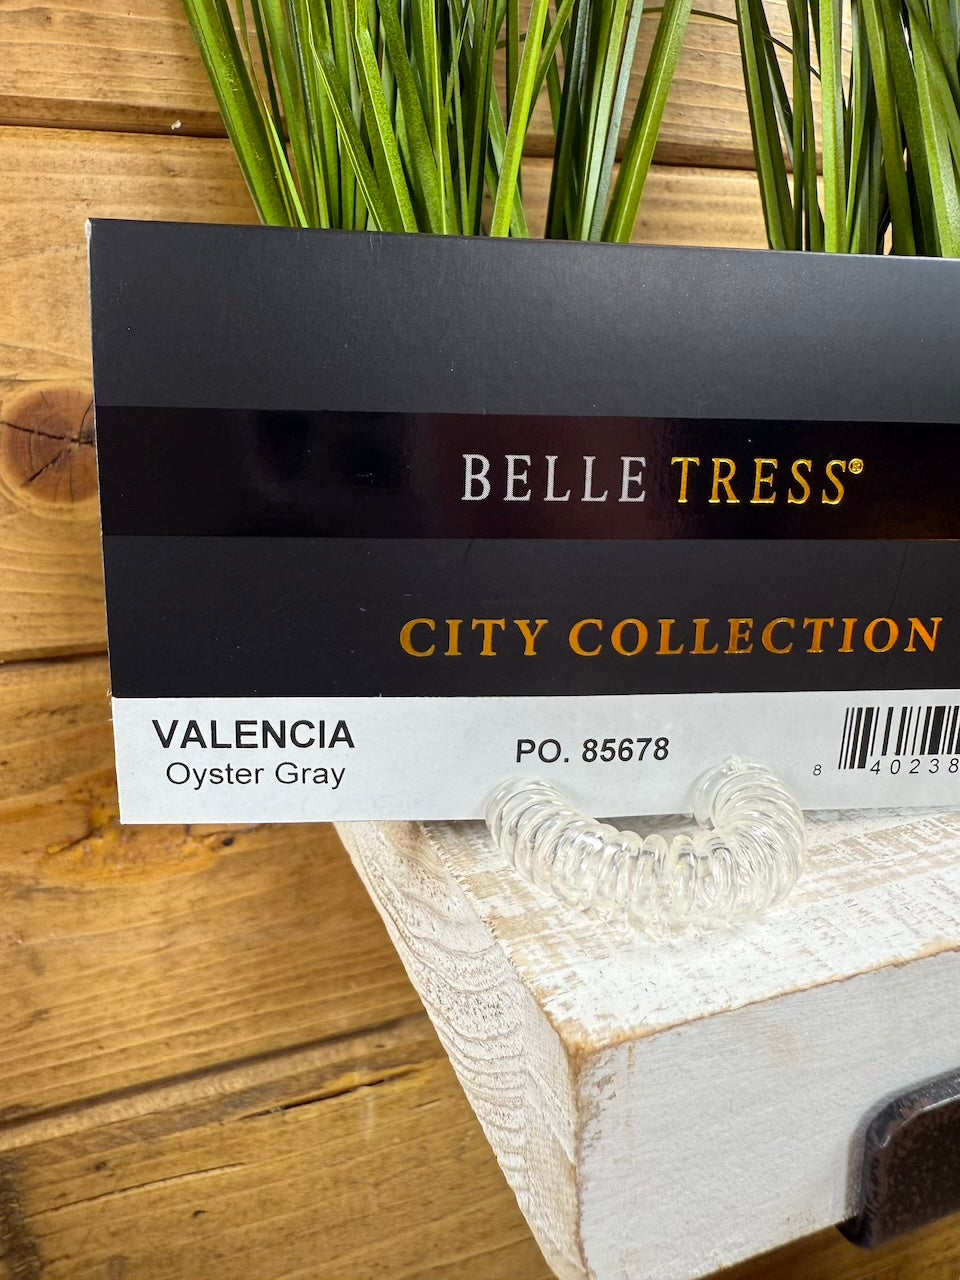 BELLE TRESS®
CITY COLLECTION
VALENCIA
Oyster Gray
PO. 85678
8 40238